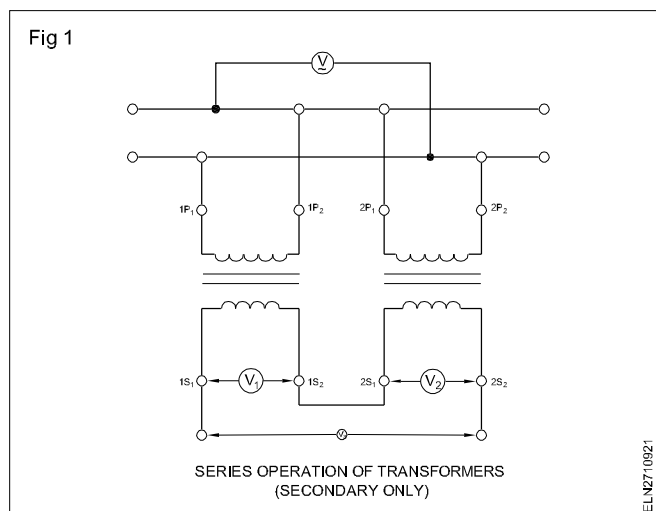 Fig 1
V
~
1P₁
1P₂
2P₁
2P₂
1S₁
V₁
1S₂
2S₁
V₂
2S₂
V
SERIES OPERATION OF TRANSFORMERS
(SECONDARY ONLY)
ELN2710921